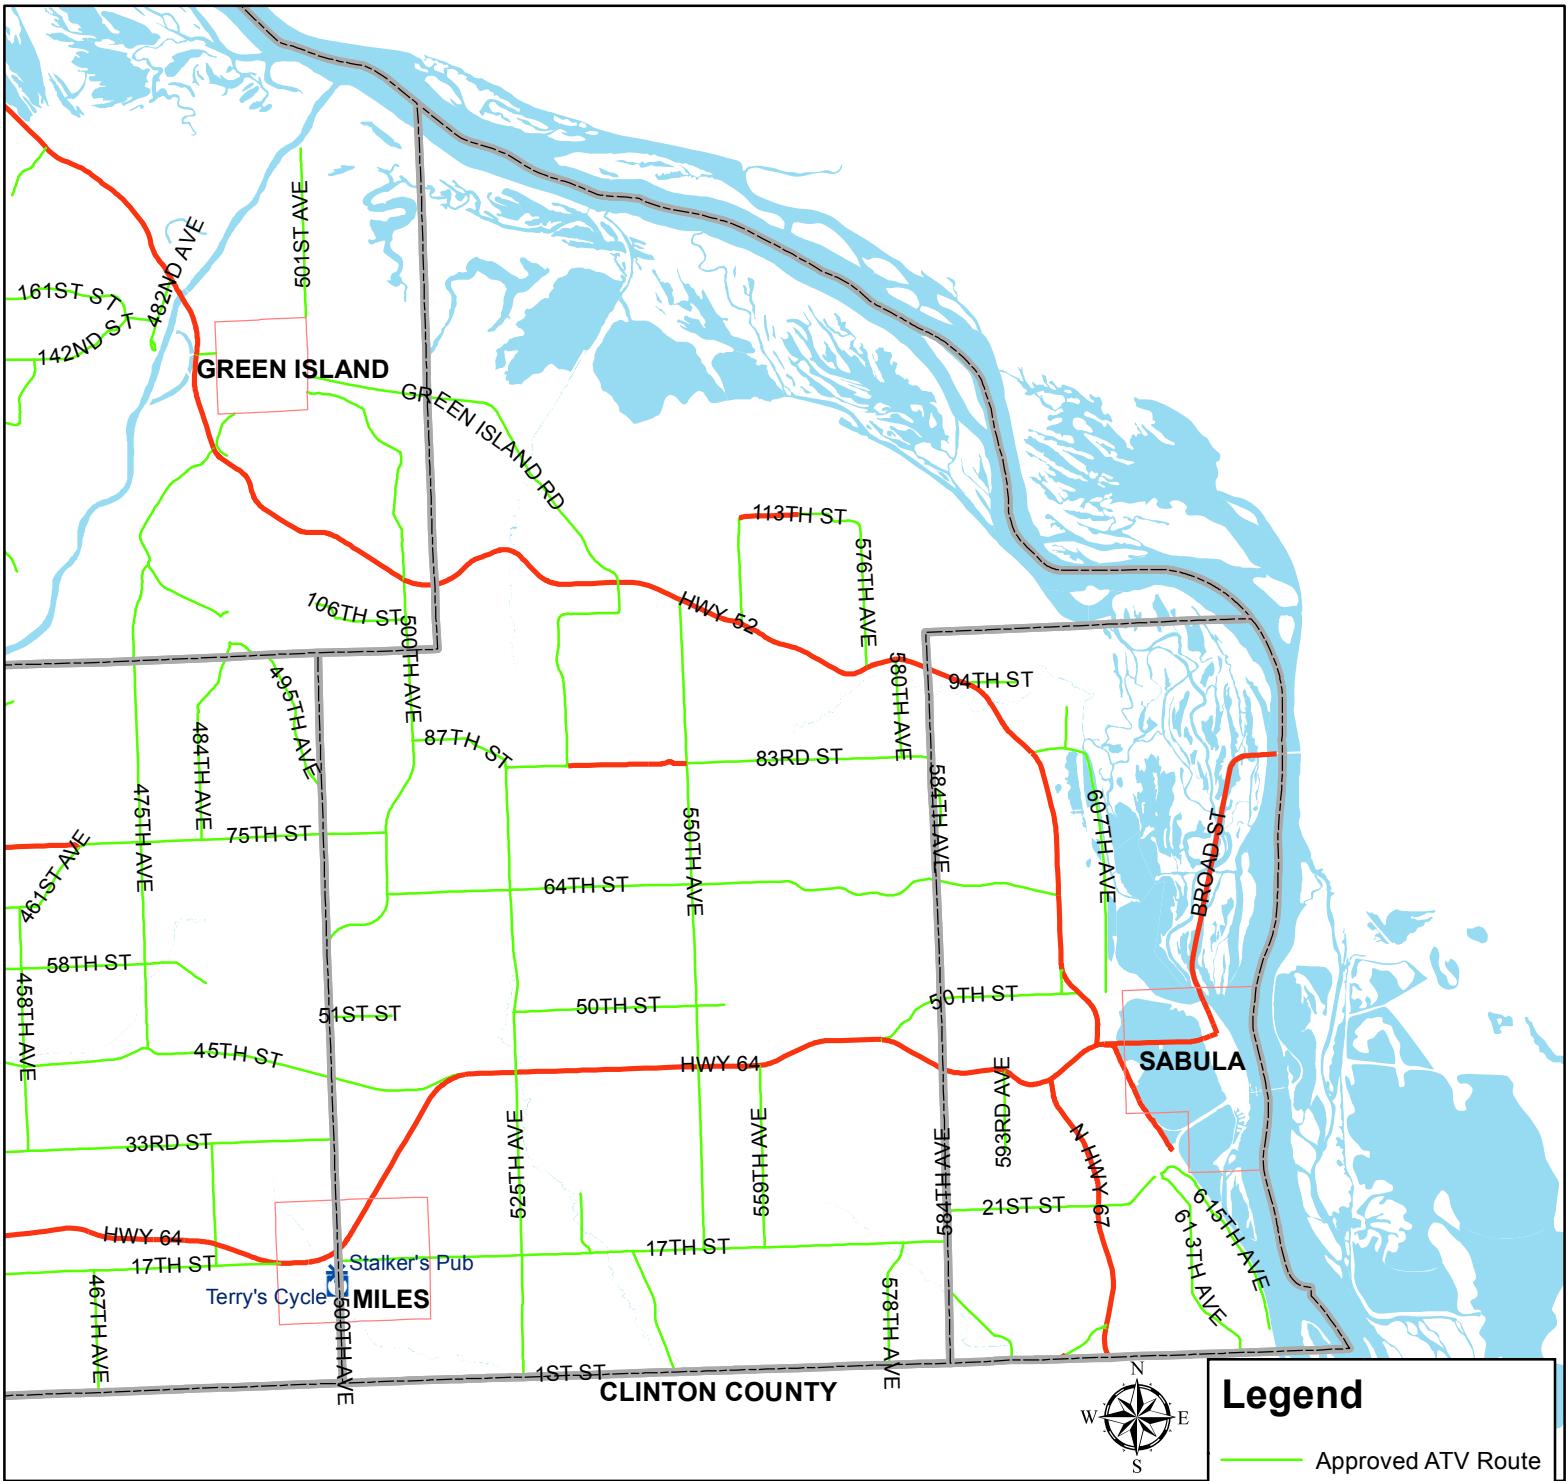 501ST AVE
482ND AVE
161ST ST
142ND ST
GREEN ISLAND
GREEN ISLAND RD
113TH ST
576TH AVE
HWY 52
106TH ST
500TH AVE
580TH AVE
94TH ST
495TH AVE
484TH AVE
87TH ST
83RD ST
584TH AVE
475TH AVE
550TH AVE
607TH AVE
BROAD ST
75TH ST
461ST AVE
64TH ST
58TH ST
458TH AVE
51ST ST
50TH ST
50TH ST
45TH ST
HWY 64
SABULA
593RD AVE
33RD ST
525TH AVE
559TH AVE
584TH AVE
N HWY 67
21ST ST
615TH AVE
613TH AVE
HWY 64
17TH ST
17TH ST
Stalker's Pub
Terry's Cycle
MILES
467TH AVE
500TH AVE
578TH AVE
1ST ST
CLINTON COUNTY
N
W
E
S
Legend
Approved ATV Route